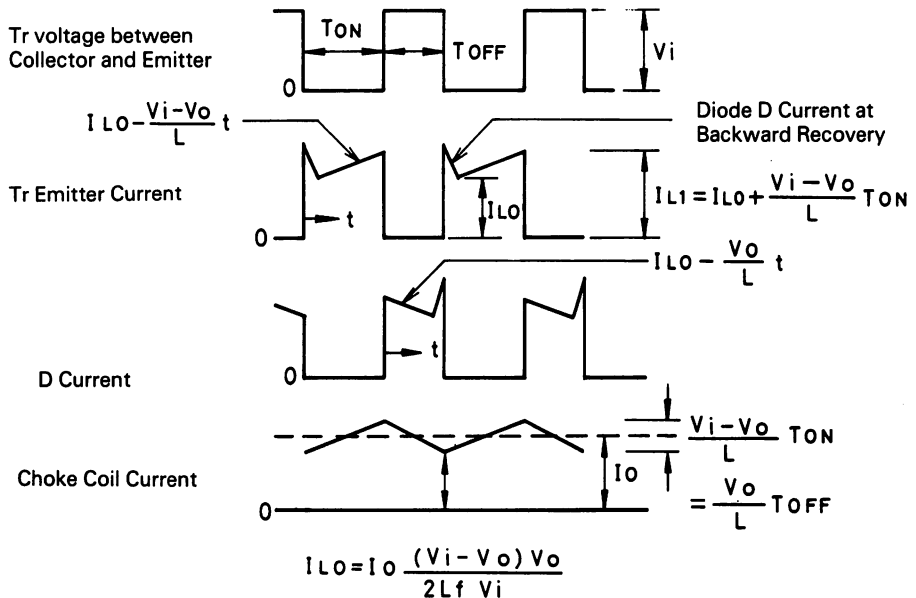 Tr voltage between
Collector and Emitter
TON
TOFF
Vi
0
ILO-(Vi-Vo)/L t
Diode D Current at
Backward Recovery
Tr Emitter Current
t
ILO
IL1=ILO+(Vi-Vo)/L TON
0
ILO-Vo/L t
t
0
D Current
(Vi-Vo)/L TON
Choke Coil Current
IO
=Vo/L TOFF
0
ILO=IO (Vi-Vo)Vo/2Lf Vi